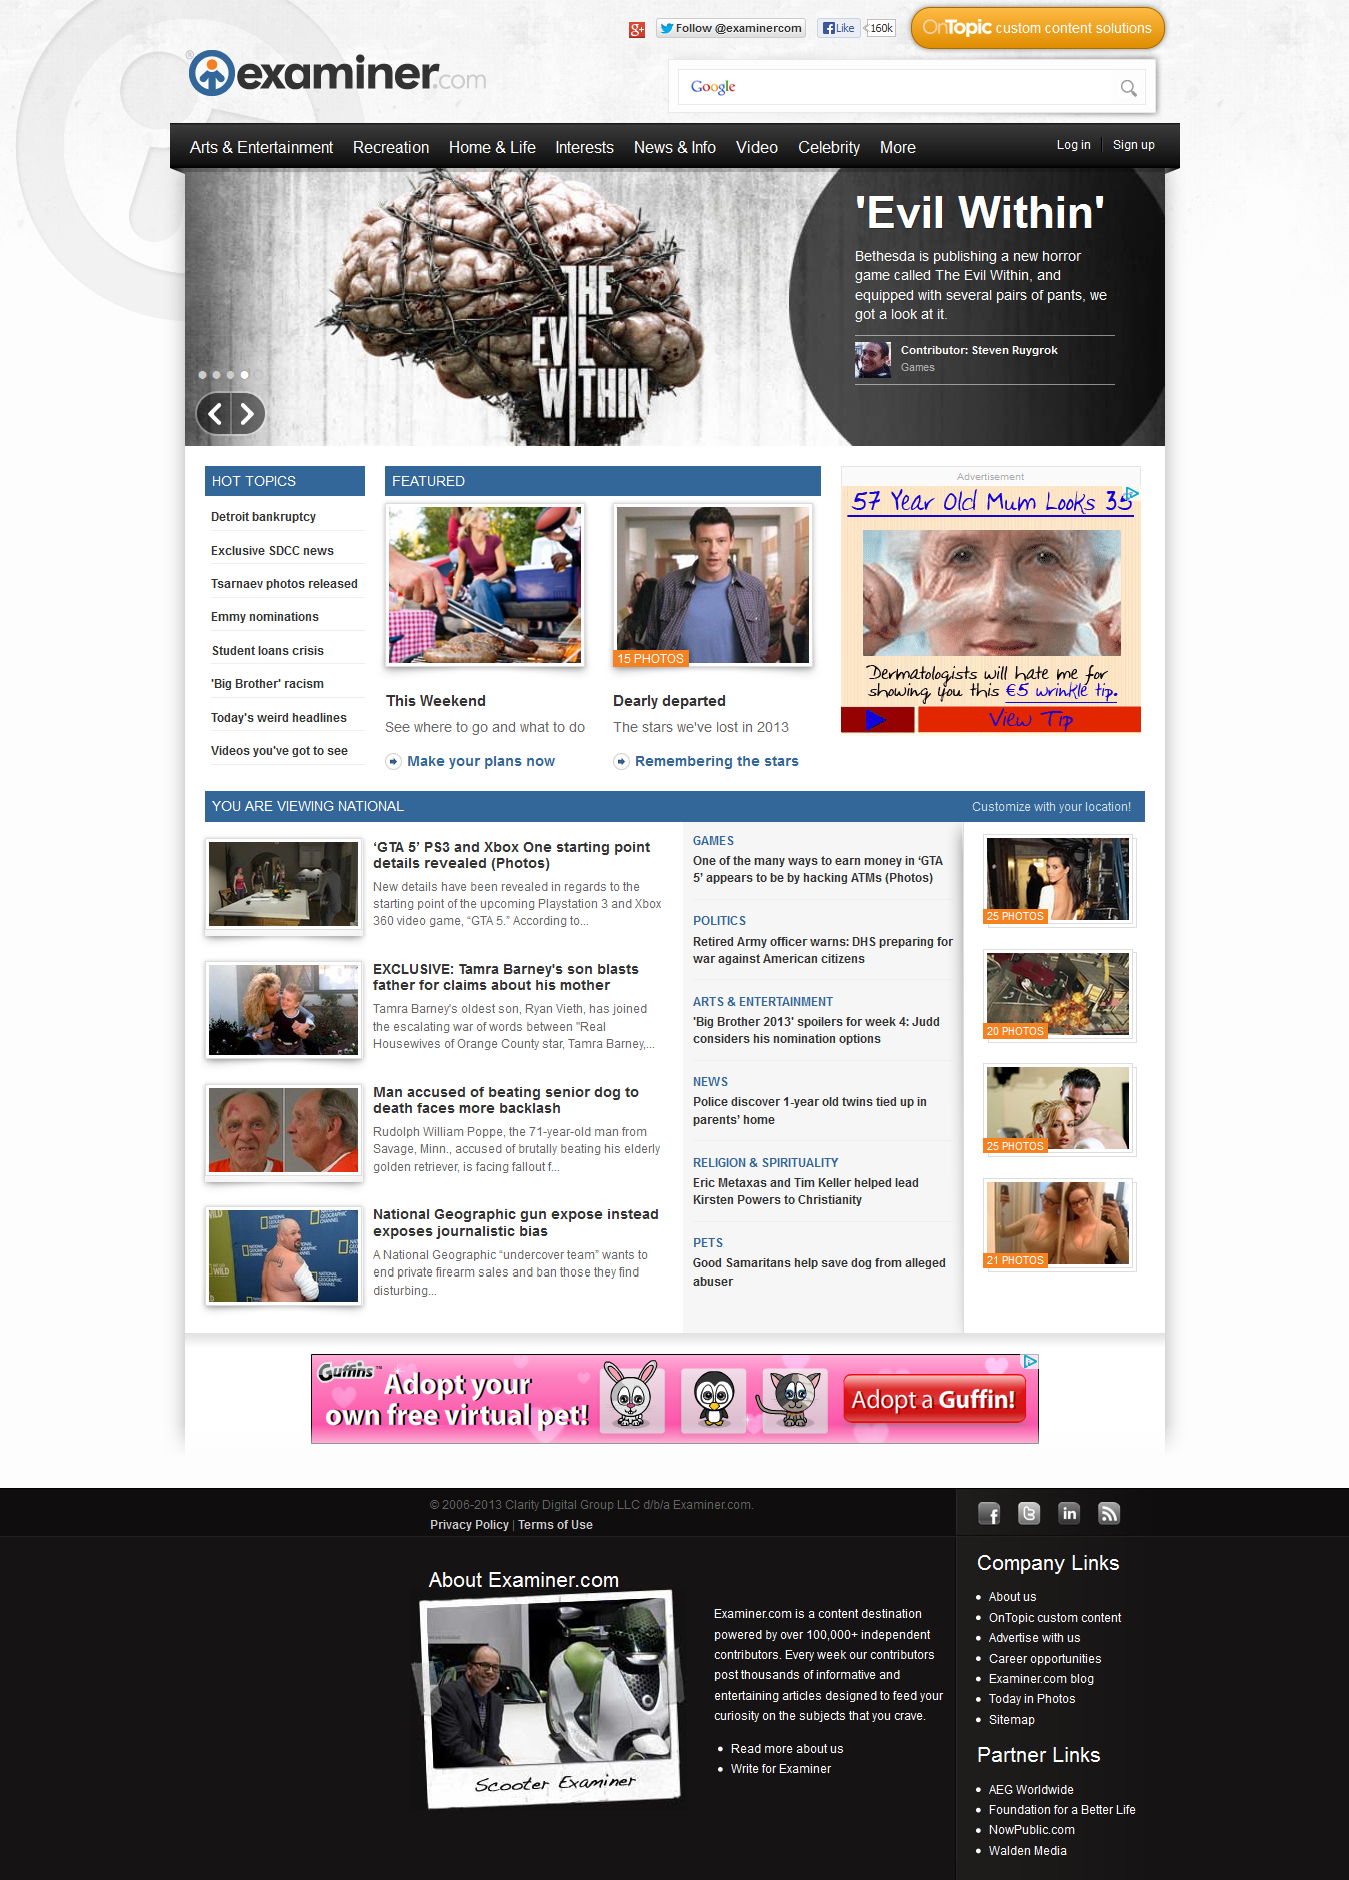 Follow @examinercom
Like
160k
OnTopic custom content solutions
examiner.com
Google
Arts & Entertainment
Recreation
Home & Life
Interests
News & Info
Video
Celebrity
More
Log in
Sign up
THE
EVIL
WITHIN
'Evil Within'
Bethesda is publishing a new horror
game called The Evil Within, and
equipped with several pairs of pants, we
got a look at it.
Contributor: Steven Ruygrok
Games
HOT TOPICS
Detroit bankruptcy
Exclusive SDCC news
Tsarnaev photos released
Emmy nominations
Student loans crisis
'Big Brother' racism
Today's weird headlines
Videos you've got to see
FEATURED
This Weekend
See where to go and what to do
Make your plans now
15 PHOTOS
Dearly departed
The stars we've lost in 2013
Remembering the stars
Advertisement
57 Year Old Mum Looks 35
Dermatologists will hate me for
showing you this €5 wrinkle tip.
View Tip
YOU ARE VIEWING NATIONAL
Customize with your location!
‘GTA 5’ PS3 and Xbox One starting point
details revealed (Photos)
New details have been revealed in regards to the
starting point of the upcoming Playstation 3 and Xbox
360 video game, “GTA 5.” According to...
EXCLUSIVE: Tamra Barney's son blasts
father for claims about his mother
Tamra Barney's oldest son, Ryan Vieth, has joined
the escalating war of words between "Real
Housewives of Orange County star, Tamra Barney,...
Man accused of beating senior dog to
death faces more backlash
Rudolph William Poppe, the 71-year-old man from
Savage, Minn., accused of brutally beating his elderly
golden retriever, is facing fallout f...
National Geographic gun expose instead
exposes journalistic bias
A National Geographic “undercover team” wants to
end private firearm sales and ban those they find
disturbing...
GAMES
One of the many ways to earn money in ‘GTA
5’ appears to be by hacking ATMs (Photos)
POLITICS
Retired Army officer warns: DHS preparing for
war against American citizens
ARTS & ENTERTAINMENT
'Big Brother 2013' spoilers for week 4: Judd
considers his nomination options
NEWS
Police discover 1-year old twins tied up in
parents’ home
RELIGION & SPIRITUALITY
Eric Metaxas and Tim Keller helped lead
Kirsten Powers to Christianity
PETS
Good Samaritans help save dog from alleged
abuser
25 PHOTOS
20 PHOTOS
25 PHOTOS
21 PHOTOS
Guffins™
Adopt your
own free virtual pet!
Adopt a Guffin!
© 2006-2013 Clarity Digital Group LLC d/b/a Examiner.com.
Privacy Policy | Terms of Use
About Examiner.com
Scooter Examiner
Examiner.com is a content destination
powered by over 100,000+ independent
contributors. Every week our contributors
post thousands of informative and
entertaining articles designed to feed your
curiosity on the subjects that you crave.
Read more about us
Write for Examiner
Company Links
About us
OnTopic custom content
Advertise with us
Career opportunities
Examiner.com blog
Today in Photos
Sitemap
Partner Links
AEG Worldwide
Foundation for a Better Life
NowPublic.com
Walden Media